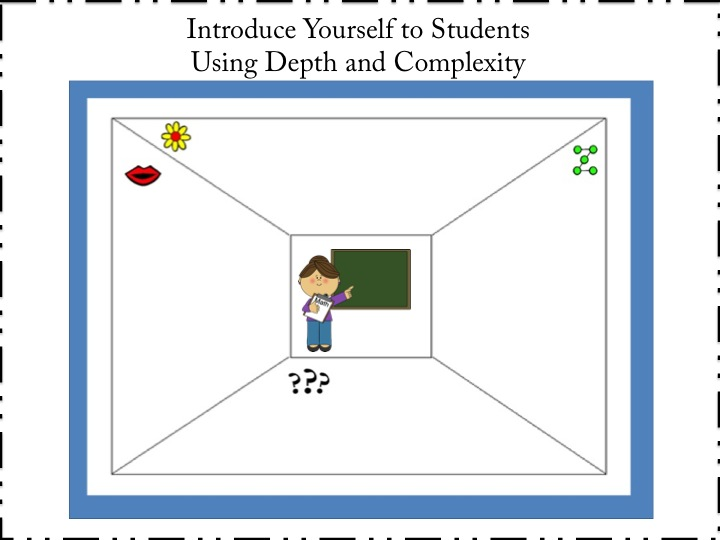 Introduce Yourself to Students
Using Depth and Complexity
Math
???